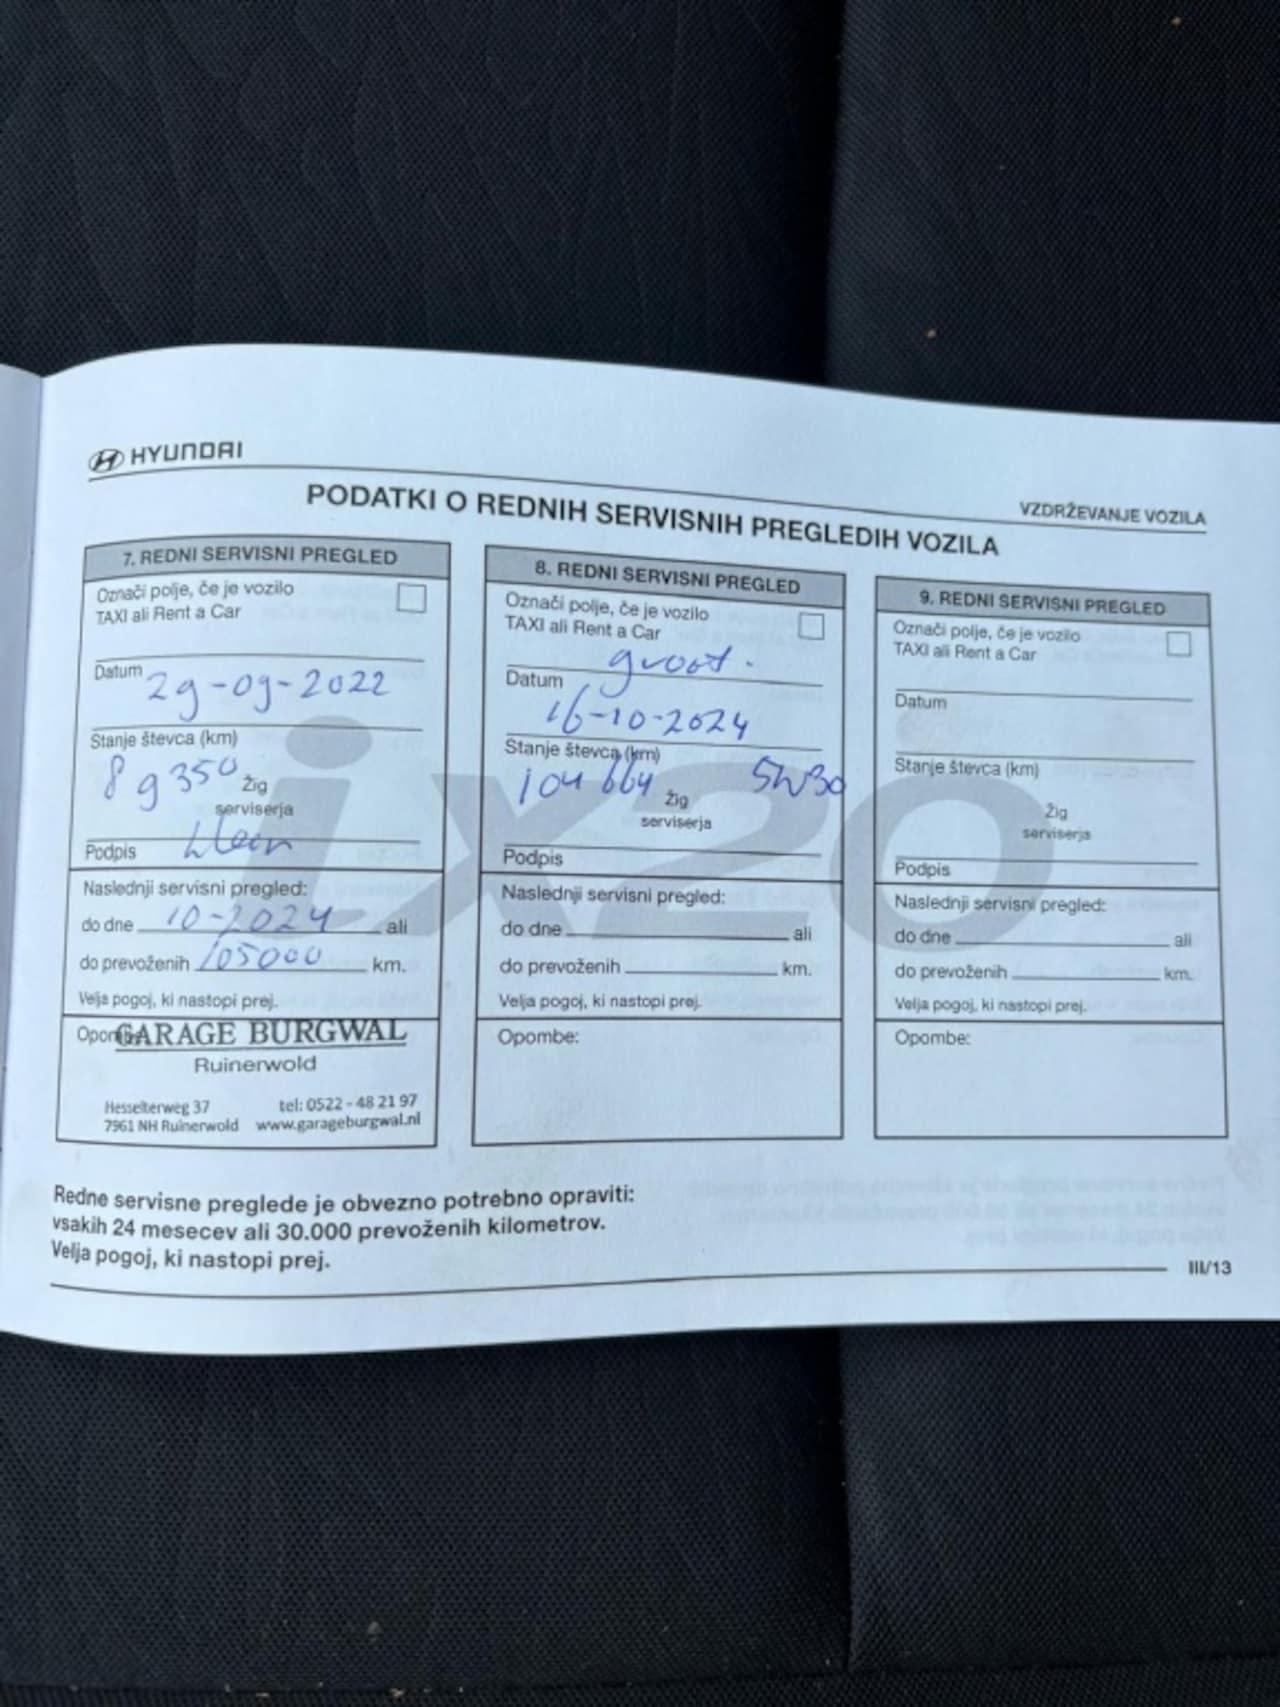 HYUNDAI
VZDRŽEVANJE VOZILA
PODATKI O REDNIH SERVISNIH PREGLEDIH VOZILA
7. REDNI SERVISNI PREGLED
Označi polje, če je vozilo
TAXI ali Rent a Car
Datum 29-09-2022
Stanje števca (km)
89350
Žig
serviserja
Podpis
Naslednji servisni pregled:
do dne 10-2024 ali
do prevoženih 105000 km.
Velja pogoj, ki nastopi prej.
GARAGE BURGWAL
Ruinerwold
Hesselterweg 37 tel: 0522 - 48 21 97
7961 NH Ruinerwold www.garageburgwal.nl
8. REDNI SERVISNI PREGLED
Označi polje, če je vozilo
TAXI ali Rent a Car
groot.
Datum
16-10-2024
Stanje števca (km)
104664 5W30
Žig
serviserja
Podpis
Naslednji servisni pregled:
do dne ali
do prevoženih km.
Velja pogoj, ki nastopi prej.
Opombe:
9. REDNI SERVISNI PREGLED
Označi polje, če je vozilo
TAXI ali Rent a Car
Datum
Stanje števca (km)
Žig
serviserja
Podpis
Naslednji servisni pregled:
do dne ali
do prevoženih km.
Velja pogoj, ki nastopi prej.
Opombe:
ix20
Redne servisne preglede je obvezno potrebno opraviti:
vsakih 24 mesecev ali 30.000 prevoženih kilometrov.
Velja pogoj, ki nastopi prej.
III/13